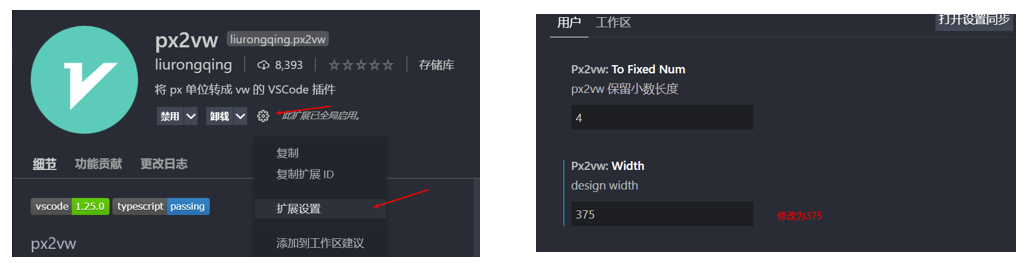 px2vw liurongqing.px2vw
liurongqing 8,393 存储库
将 px 单位转成 vw 的 VSCode 插件
禁用 卸载 此扩展已全局启用。
复制
复制扩展 ID
扩展设置
添加到工作区建议
细节 功能贡献 更改日志
vscode 1.25.0 typescript passing
px2vw
用户 工作区 打开设置同步
Px2vw: To Fixed Num
px2vw 保留小数长度
4
Px2vw: Width
design width
375 修改为375